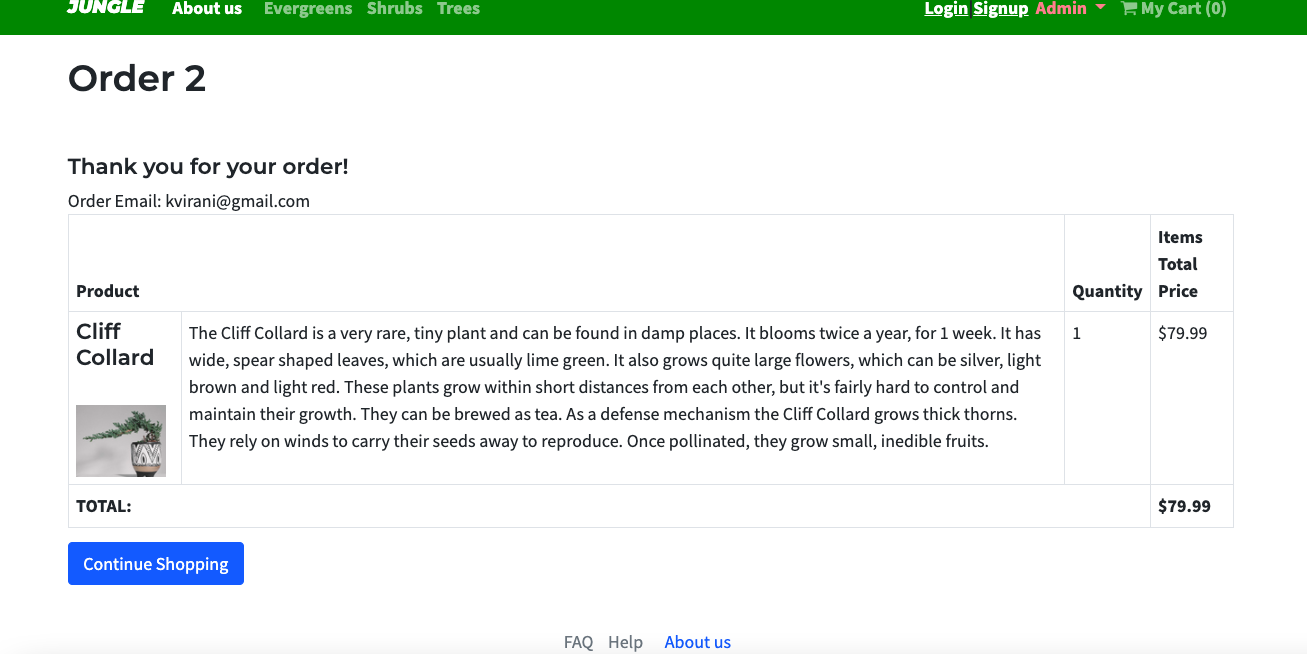 JUNGLE About us Evergreens Shrubs Trees Login Signup Admin My Cart (0)
Order 2
Thank you for your order!
Order Email: kvirani@gmail.com
Product Quantity Items Total Price
Cliff Collard
The Cliff Collard is a very rare, tiny plant and can be found in damp places. It blooms twice a year, for 1 week. It has
wide, spear shaped leaves, which are usually lime green. It also grows quite large flowers, which can be silver, light
brown and light red. These plants grow within short distances from each other, but it's fairly hard to control and
maintain their growth. They can be brewed as tea. As a defense mechanism the Cliff Collard grows thick thorns.
They rely on winds to carry their seeds away to reproduce. Once pollinated, they grow small, inedible fruits.
1
$79.99
TOTAL: $79.99
Continue Shopping
FAQ Help About us